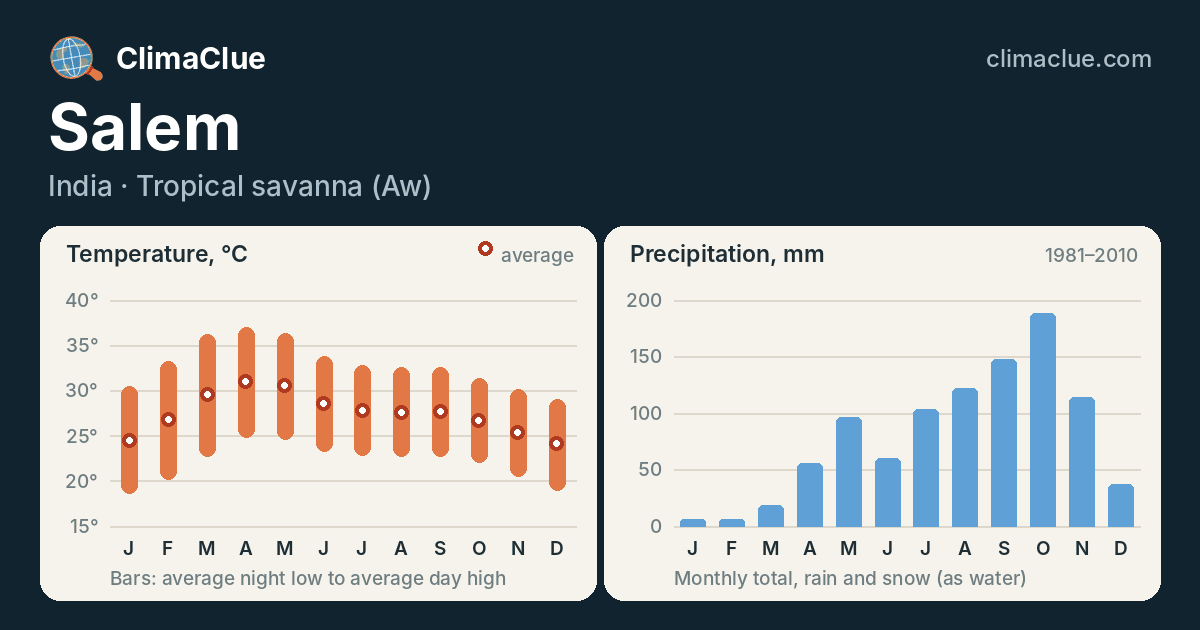 ClimaClue
climaclue.com
Salem
India · Tropical savanna (Aw)
Temperature, °C
average
40°
35°
30°
25°
20°
15°
J F M A M J J A S O N D
Bars: average night low to average day high
Precipitation, mm
1981–2010
200
150
100
50
0
J F M A M J J A S O N D
Monthly total, rain and snow (as water)